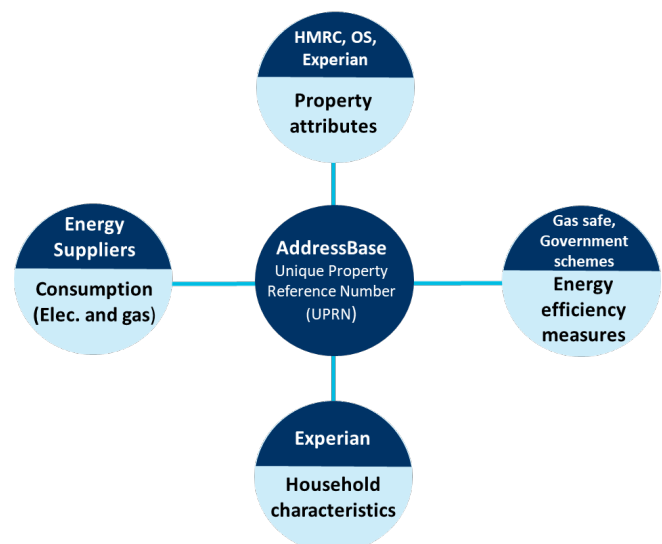 HMRC, OS,
Experian
Property
attributes
Energy
Suppliers
Consumption
(Elec. and gas)
AddressBase
Unique Property
Reference Number
(UPRN)
Gas safe,
Government
schemes
Energy
efficiency
measures
Experian
Household
characteristics